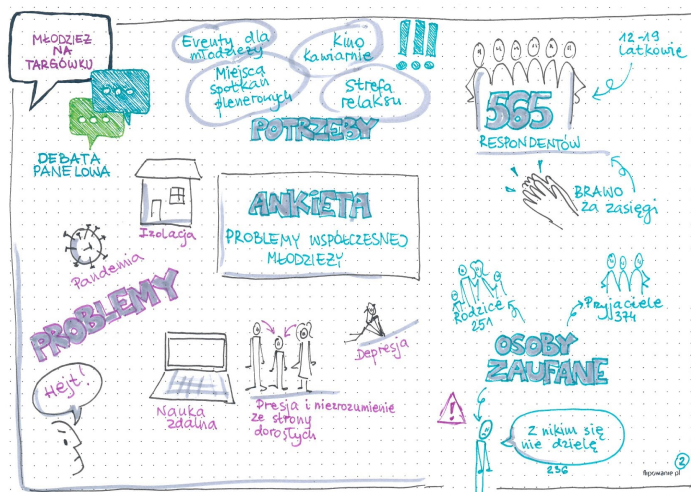 MŁODZIEŻ
NA
TARGÓWKU
DEBATA
PANELOWA
Eventy dla
młodzieży
Kino
kawiarnie
Miejsca
spotkań
plenerowych
Strefa
relaksu
!!!
POTRZEBY
12-19
latkowie
565
RESPONDENTÓW
BRAWO
za zasięgi
Izolacja
ANKIETA
PROBLEMY WSPÓŁCZESNEJ
MŁODZIEŻY
Pandemia
PROBLEMY
Hejt!
Nauka
zdalna
Presja i niezrozumienie
ze strony
dorosłych
Depresja
Rodzice
251
Przyjaciele
374
OSOBY
ZAUFANE
!
Z nikim się
nie dzielę
236
flipowanie.pl
2